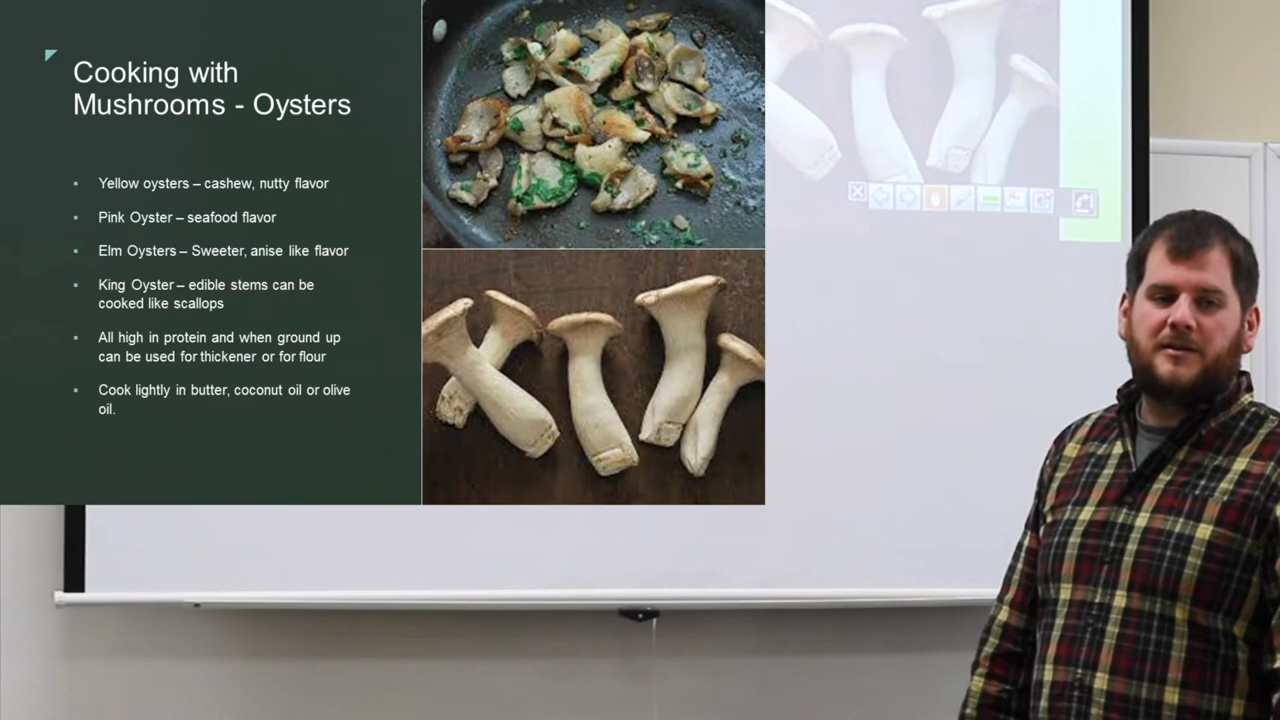 Cooking with
Mushrooms - Oysters
Yellow oysters – cashew, nutty flavor
Pink Oyster – seafood flavor
Elm Oysters – Sweeter, anise like flavor
King Oyster – edible stems can be
cooked like scallops
All high in protein and when ground up
can be used for thickener or for flour
Cook lightly in butter, coconut oil or olive
oil.